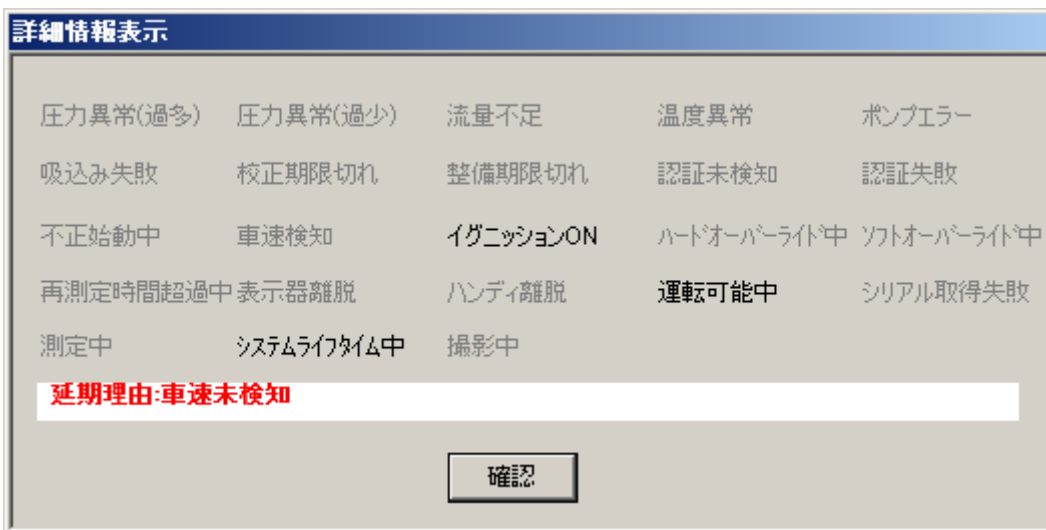 詳細情報表示
圧力異常(過多) 圧力異常(過少) 流量不足 温度異常 ポンプエラー
吸込み失敗 校正期限切れ 整備期限切れ 認証未検知 認証失敗
不正始動中 車速検知 イグニッションON ハードオーバーライド中 ソフトオーバーライド中
再測定時間超過中 表示器離脱 ハンディ離脱 運転可能中 シリアル取得失敗
測定中 システムライフタイム中 撮影中
延期理由:車速未検知
確認